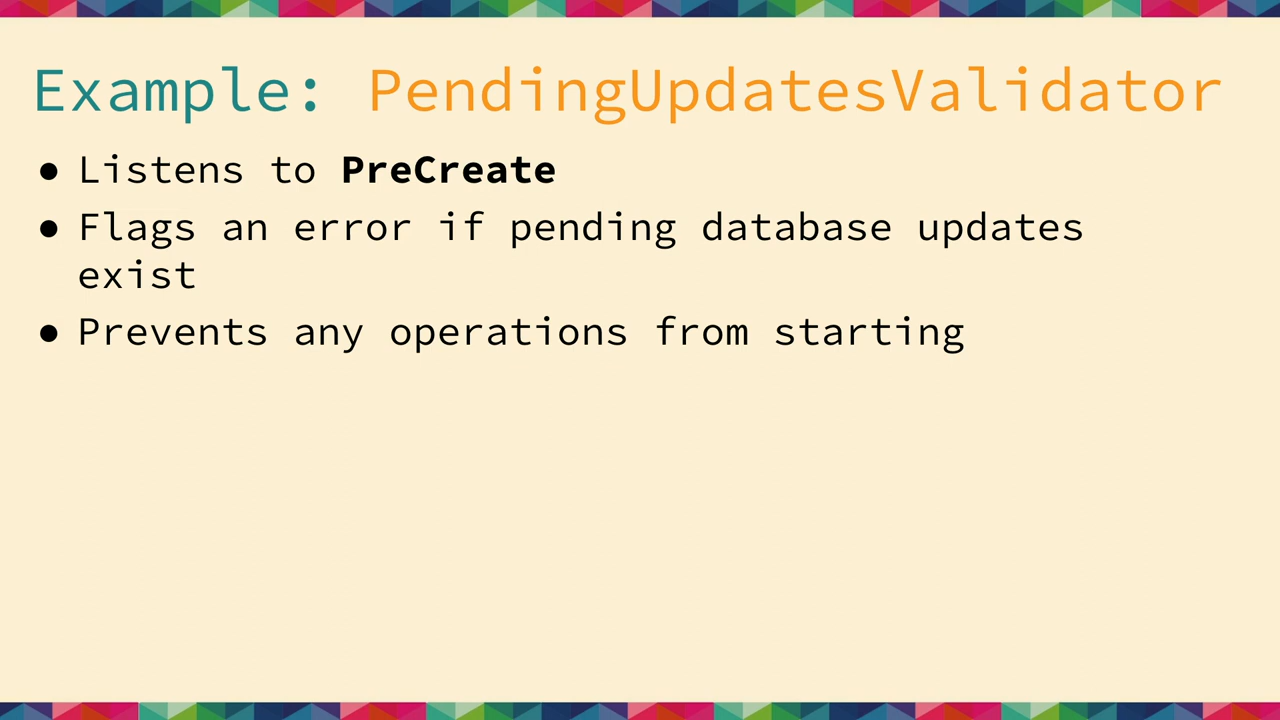 Example: PendingUpdatesValidator
● Listens to PreCreate
● Flags an error if pending database updates
exist
● Prevents any operations from starting